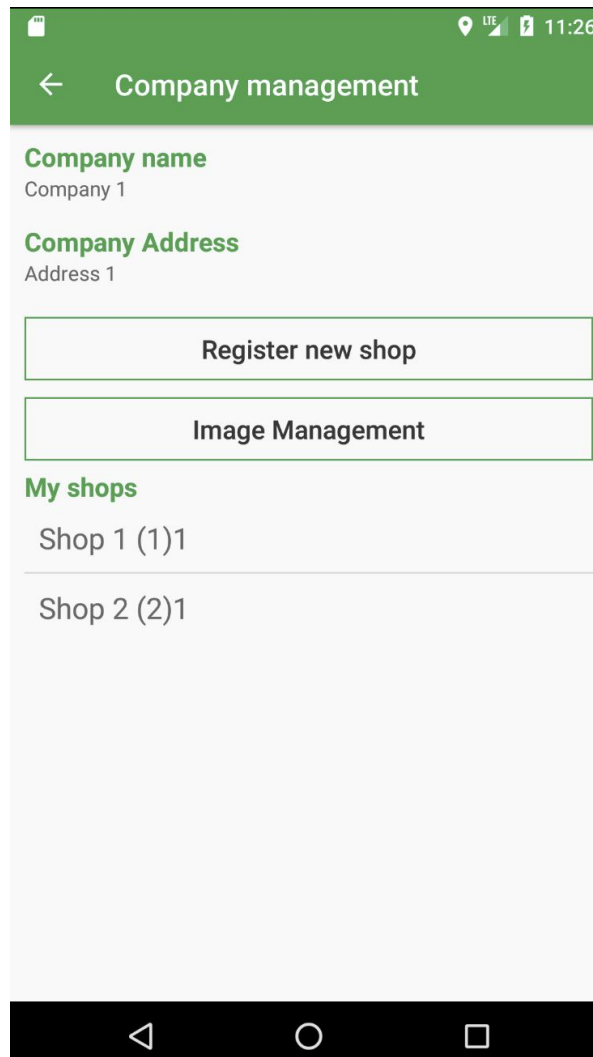 LTE 11:26
Company management
Company name
Company 1
Company Address
Address 1
Register new shop
Image Management
My shops
Shop 1 (1)1
Shop 2 (2)1